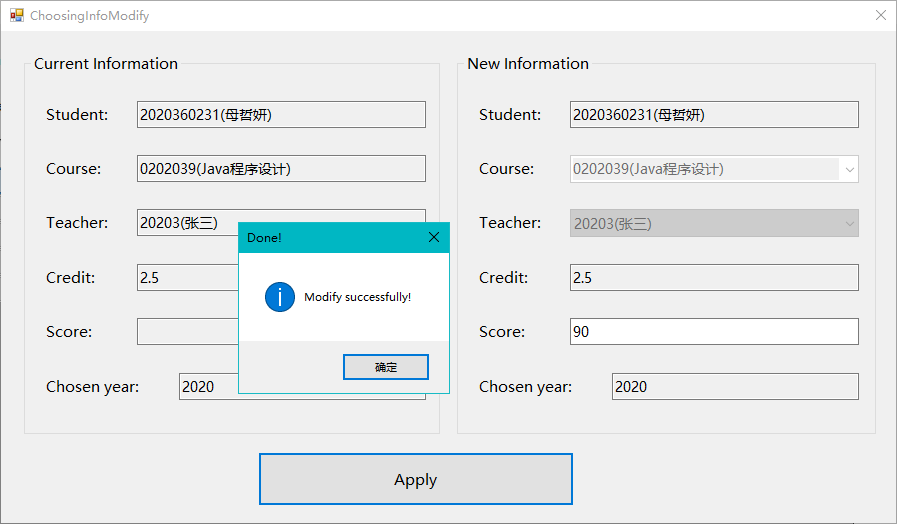 ChoosingInfoModify
Current Information
Student: 2020360231(母哲妍)
Course: 0202039(Java程序设计)
Teacher: 20203(张三)
Credit: 2.5
Score:
Chosen year: 2020
New Information
Student: 2020360231(母哲妍)
Course: 0202039(Java程序设计)
Teacher: 20203(张三)
Credit: 2.5
Score: 90
Chosen year: 2020
Done!
Modify successfully!
确定
Apply